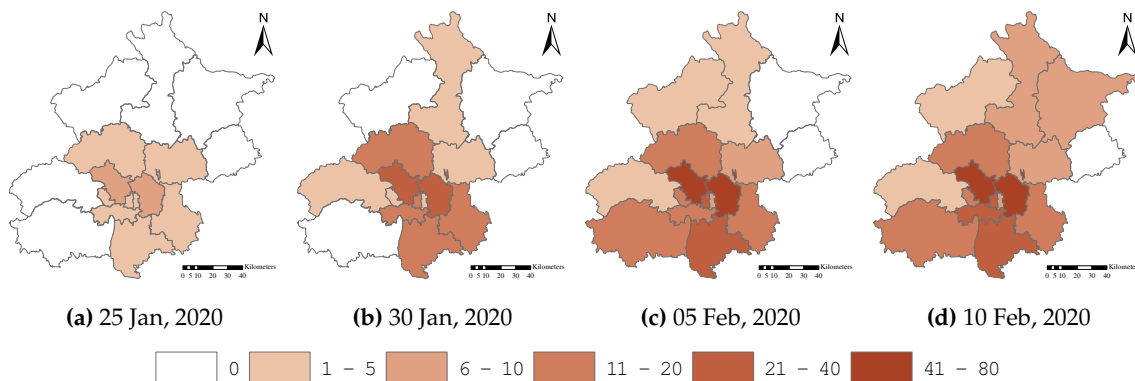 N N N N
Kilometers Kilometers Kilometers Kilometers
0 5 10 20 30 40 0 5 10 20 30 40 0 5 10 20 30 40 0 5 10 20 30 40
(a) 25 Jan, 2020 (b) 30 Jan, 2020 (c) 05 Feb, 2020 (d) 10 Feb, 2020
0 1 – 5 6 – 10 11 – 20 21 – 40 41 – 80